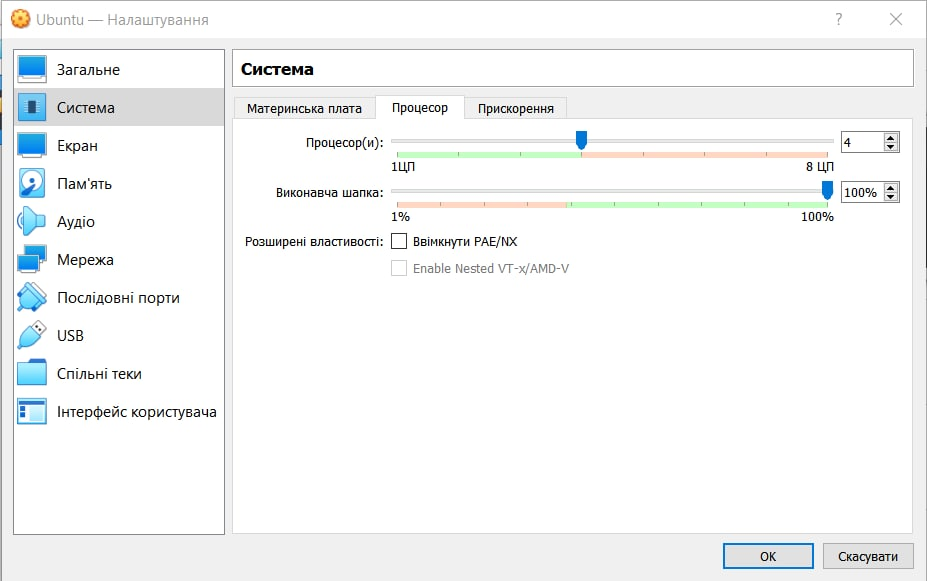 Ubuntu — Налаштування
?
Загальне
Система
Екран
Пам'ять
Аудіо
Мережа
Послідовні порти
USB
Спільні теки
Інтерфейс користувача
Система
Материнська плата Процесор Прискорення
Процесор(и): 4
1ЦП 8 ЦП
Виконавча шапка: 100%
1% 100%
Розширені властивості: Ввімкнути PAE/NX
Enable Nested VT-x/AMD-V
ОК Скасувати